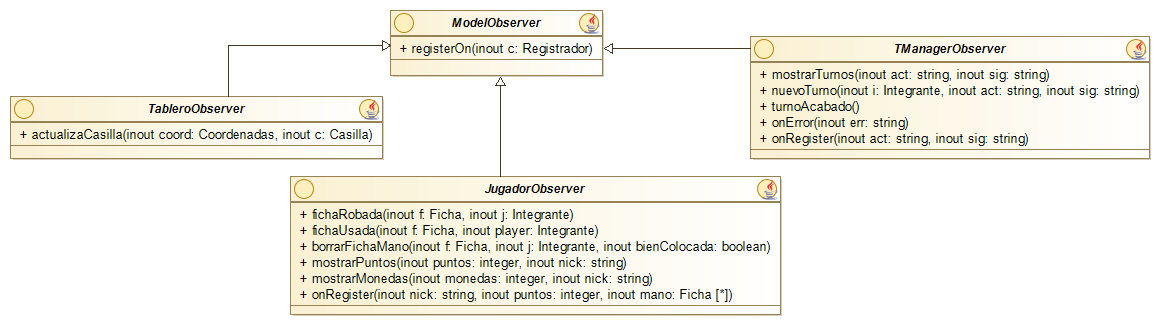 ModelObserver
+ registerOn(inout c: Registrador)
TManagerObserver
+ mostrarTurnos(inout act: string, inout sig: string)
+ nuevoTurno(inout i: Integrante, inout act: string, inout sig: string)
+ turnoAcabado()
+ onError(inout err: string)
+ onRegister(inout act: string, inout sig: string)
TableroObserver
+ actualizaCasilla(inout coord: Coordenadas, inout c: Casilla)
JugadorObserver
+ fichaRobada(inout f: Ficha, inout j: Integrante)
+ fichaUsada(inout f: Ficha, inout player: Integrante)
+ borrarFichaMano(inout f: Ficha, inout j: Integrante, inout bienColocada: boolean)
+ mostrarPuntos(inout puntos: integer, inout nick: string)
+ mostrarMonedas(inout monedas: integer, inout nick: string)
+ onRegister(inout nick: string, inout puntos: integer, inout mano: Ficha [*])